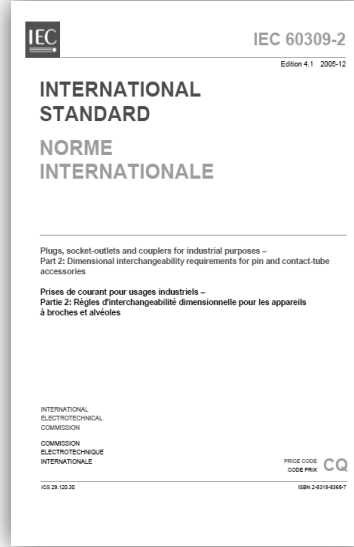 IEC
IEC 60309-2
Edition 4.1 2005-12
INTERNATIONAL
STANDARD
NORME
INTERNATIONALE
Plugs, socket-outlets and couplers for industrial purposes –
Part 2: Dimensional interchangeability requirements for pin and contact-tube
accessories
Prises de courant pour usages industriels –
Partie 2: Règles d'interchangeabilité dimensionnelle pour les appareils
à broches et alvéoles
INTERNATIONAL
ELECTROTECHNICAL
COMMISSION
COMMISSION
ELECTROTECHNIQUE
INTERNATIONALE
PRICE CODE
CODE PRIX
CQ
ICS 29.120.30
ISBN 2-8318-8369-7